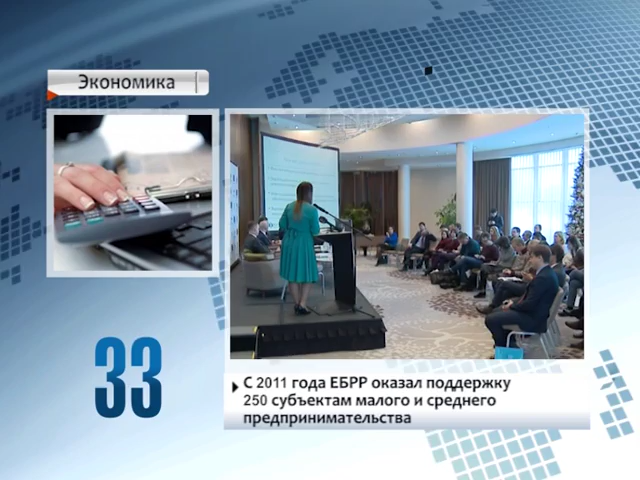 Экономика
33
С 2011 года ЕБРР оказал поддержку
250 субъектам малого и среднего
предпринимательства